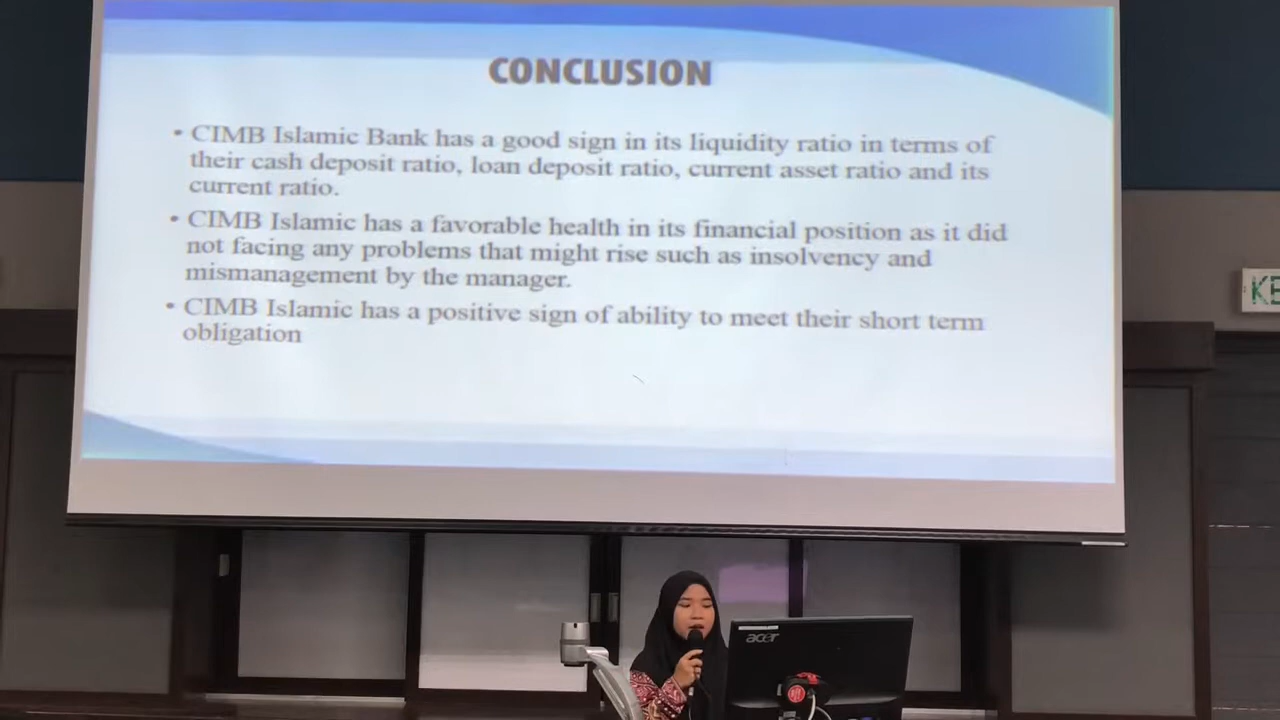 CONCLUSION
• CIMB Islamic Bank has a good sign in its liquidity ratio in terms of
their cash deposit ratio, loan deposit ratio, current asset ratio and its
current ratio.
• CIMB Islamic has a favorable health in its financial position as it did
not facing any problems that might rise such as insolvency and
mismanagement by the manager.
• CIMB Islamic has a positive sign of ability to meet their short term
obligation
acer